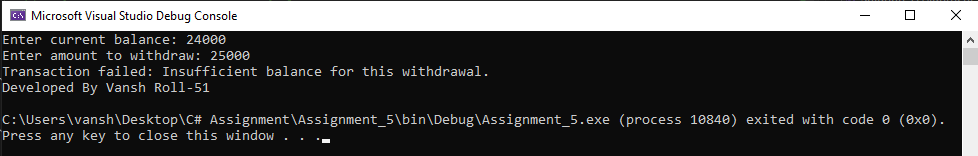 Microsoft Visual Studio Debug Console
Enter current balance: 24000
Enter amount to withdraw: 25000
Transaction failed: Insufficient balance for this withdrawal.
Developed By Vansh Roll-51
C:\Users\vansh\Desktop\C# Assignment\Assignment_5\bin\Debug\Assignment_5.exe (process 10840) exited with code 0 (0x0).
Press any key to close this window . . .